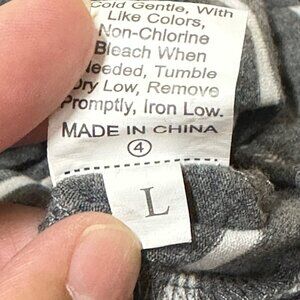 Cold Gentle, With
Like Colors,
Non-Chlorine
Bleach When
Needed, Tumble
Dry Low, Remove
Promptly, Iron Low.
MADE IN CHINA
4
L